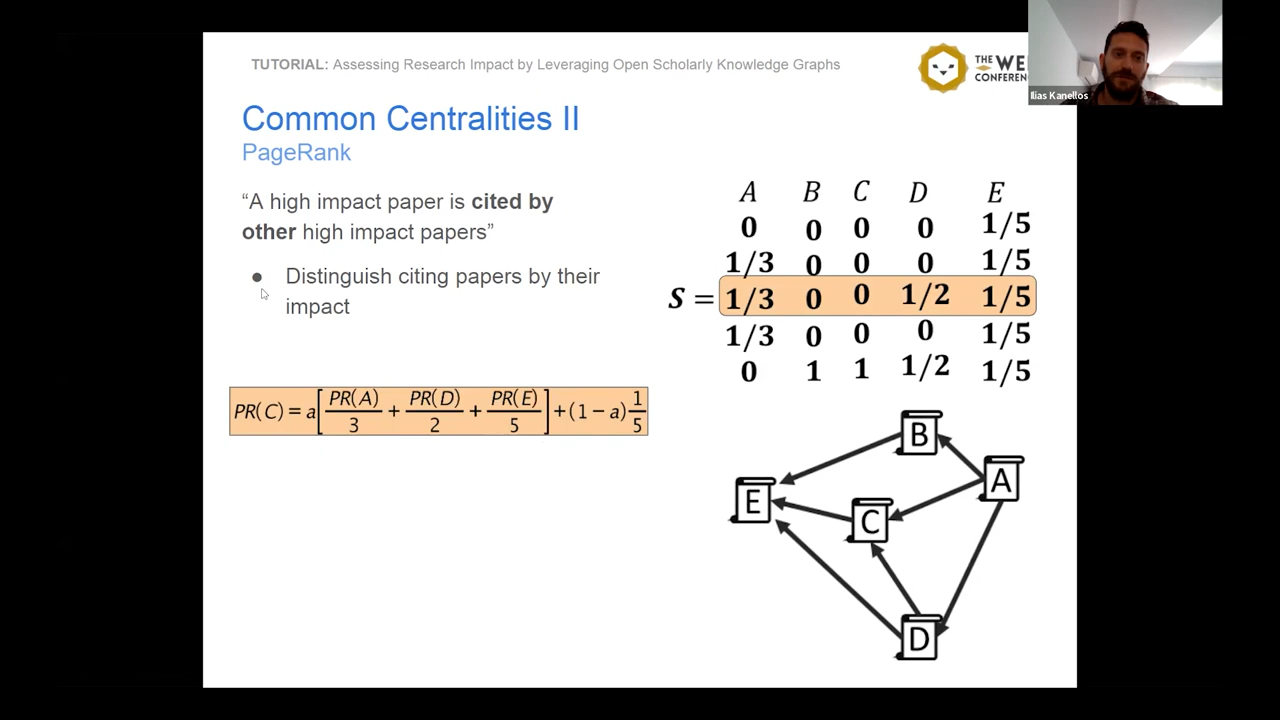 TUTORIAL: Assessing Research Impact by Leveraging Open Scholarly Knowledge Graphs
THE WE
CONFEREN
Ilias Kanellos
Common Centralities II
PageRank
“A high impact paper is cited by
other high impact papers”
● Distinguish citing papers by their
impact
PR(C) = a[PR(A)/3 + PR(D)/2 + PR(E)/5] + (1 − a) 1/5
A B C D E
0 0 0 0 1/5
1/3 0 0 0 1/5
S = 1/3 0 0 1/2 1/5
1/3 0 0 0 1/5
0 1 1 1/2 1/5
B
A
E
C
D